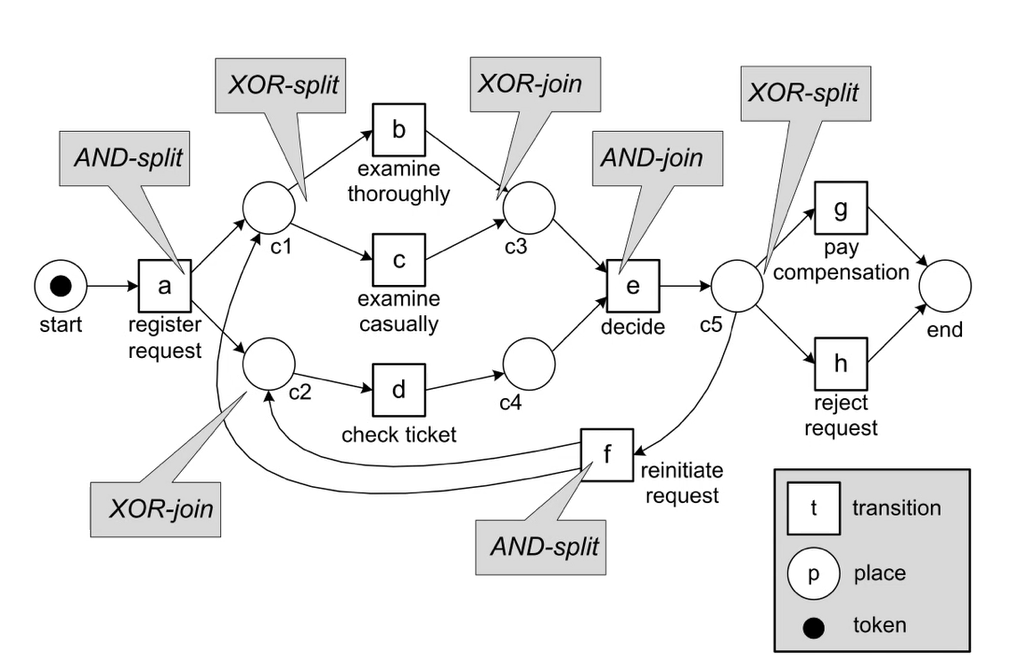 XOR-split
XOR-join
XOR-split
AND-split
AND-join
b
examine
thoroughly
c1
c3
g
pay
compensation
c
examine
casually
start
a
register
request
e
decide
c5
end
c2
d
check ticket
c4
h
reject
request
f
reinitiate
request
XOR-join
AND-split
t
transition
p
place
token